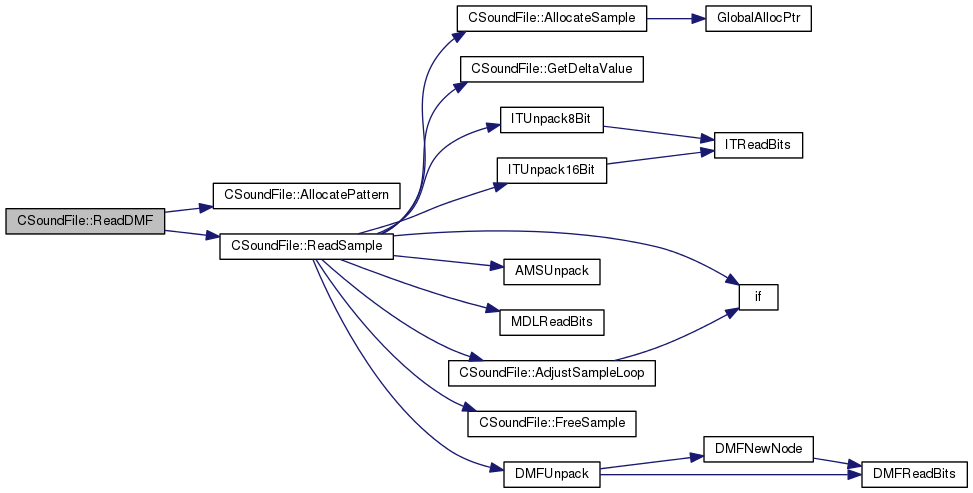 CSoundFile::AllocateSample
GlobalAllocPtr
CSoundFile::GetDeltaValue
ITUnpack8Bit
ITReadBits
ITUnpack16Bit
CSoundFile::AllocatePattern
CSoundFile::ReadDMF
CSoundFile::ReadSample
AMSUnpack
if
MDLReadBits
CSoundFile::AdjustSampleLoop
CSoundFile::FreeSample
DMFNewNode
DMFUnpack
DMFReadBits